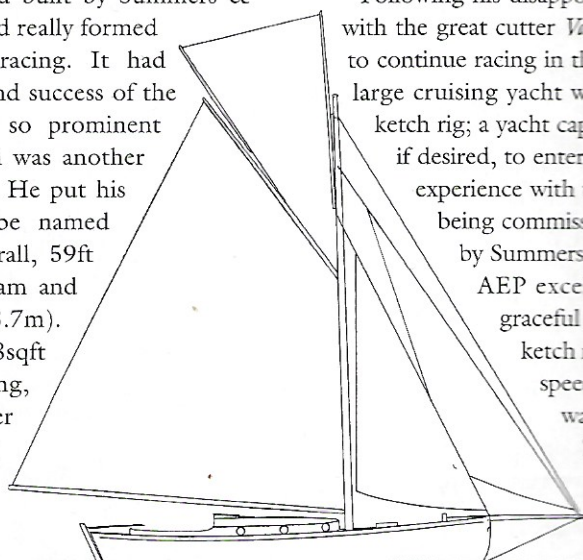 built by Summers &
d really formed
racing. It had
nd success of the
so prominent
was another
He put his
be named
rall, 59ft
am and
.7m).
8sqft
ng,
er
Following his disappo
with the great cutter Va
to continue racing in th
large cruising yacht w
ketch rig; a yacht cap
if desired, to enter
experience with
being commiss
by Summers
AEP exce
graceful
ketch
spee
wa